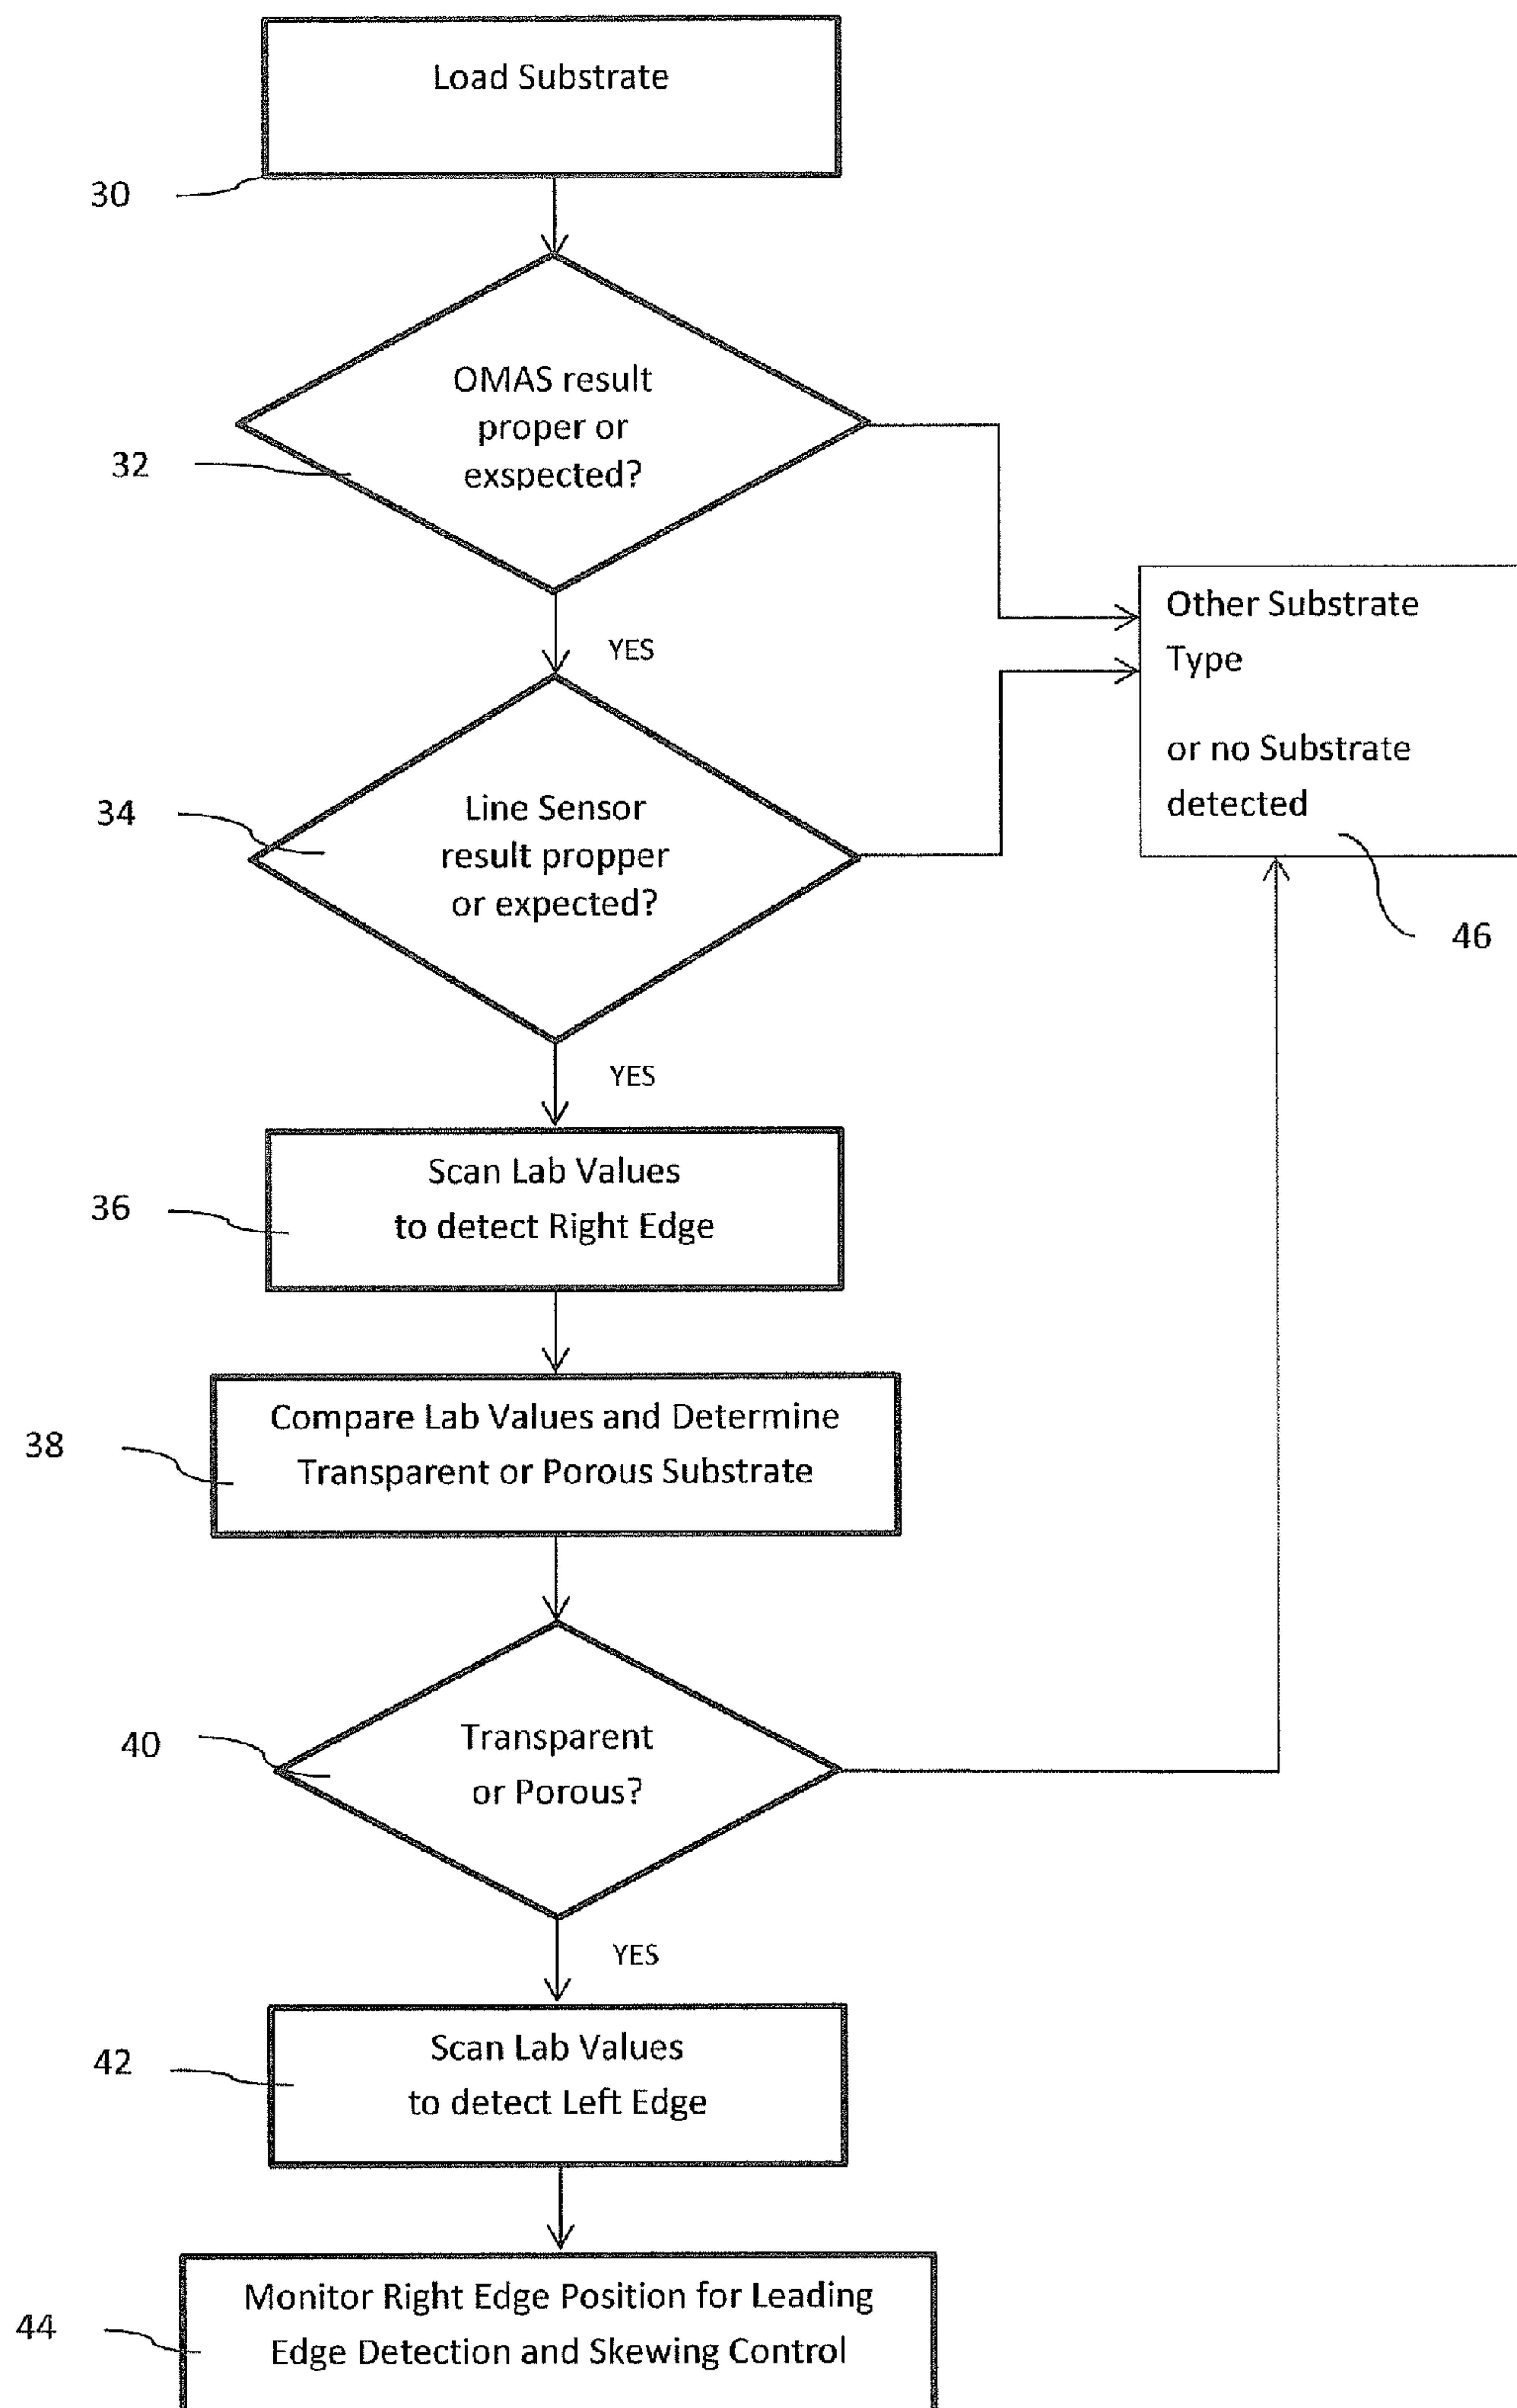 Load Substrate
30
OMAS result
proper or
exspected?
32
YES
Other Substrate
Type
or no Substrate
detected
46
Line Sensor
result propper
or expected?
34
YES
Scan Lab Values
to detect Right Edge
36
Compare Lab Values and Determine
Transparent or Porous Substrate
38
Transparent
or Porous?
40
YES
Scan Lab Values
to detect Left Edge
42
Monitor Right Edge Position for Leading
Edge Detection and Skewing Control
44